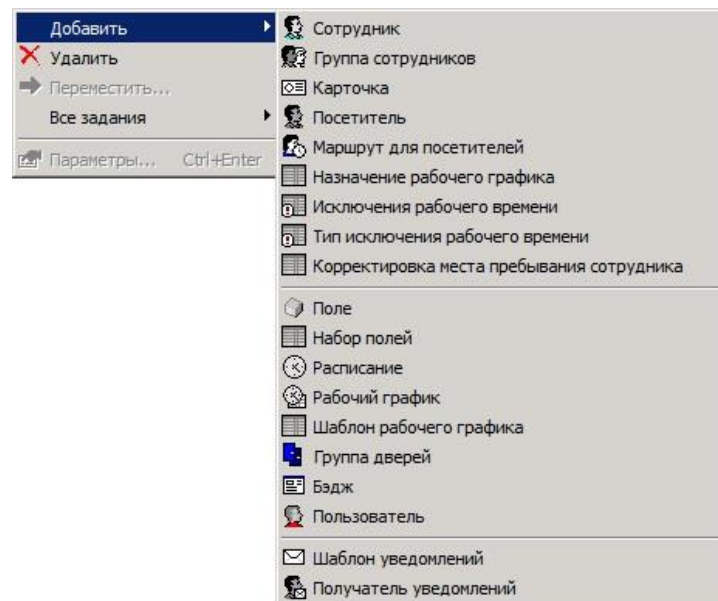 Добавить
Удалить
Переместить...
Все задания
Параметры... Ctrl+Enter
Сотрудник
Группа сотрудников
Карточка
Посетитель
Маршрут для посетителей
Назначение рабочего графика
Исключения рабочего времени
Тип исключения рабочего времени
Корректировка места пребывания сотрудника
Поле
Набор полей
Расписание
Рабочий график
Шаблон рабочего графика
Группа дверей
Бэдж
Пользователь
Шаблон уведомлений
Получатель уведомлений